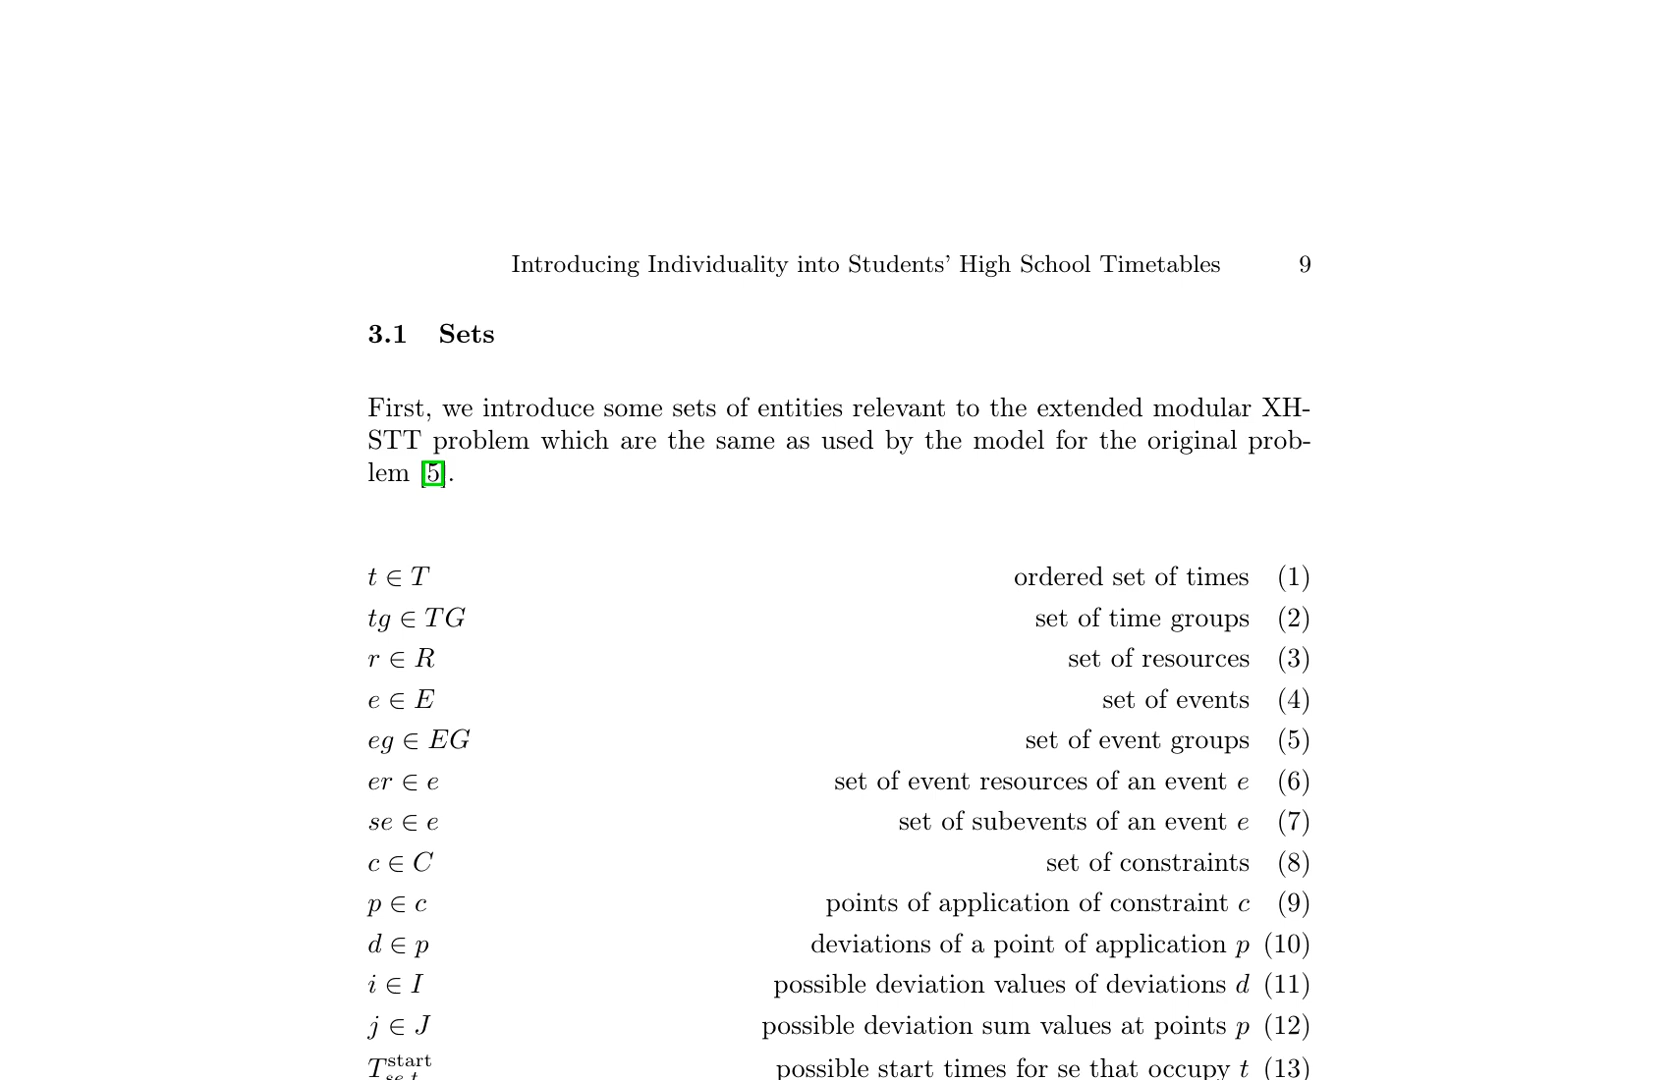 Introducing Individuality into Students' High School Timetables 9
3.1 Sets
First, we introduce some sets of entities relevant to the extended modular XH-
STT problem which are the same as used by the model for the original prob-
lem [5].
t ∈ T ordered set of times (1)
tg ∈ TG set of time groups (2)
r ∈ R set of resources (3)
e ∈ E set of events (4)
eg ∈ EG set of event groups (5)
er ∈ e set of event resources of an event e (6)
se ∈ e set of subevents of an event e (7)
c ∈ C set of constraints (8)
p ∈ c points of application of constraint c (9)
d ∈ p deviations of a point of application p (10)
i ∈ I possible deviation values of deviations d (11)
j ∈ J possible deviation sum values at points p (12)
T^{start}_{se,t} possible start times for se that occupy t (13)